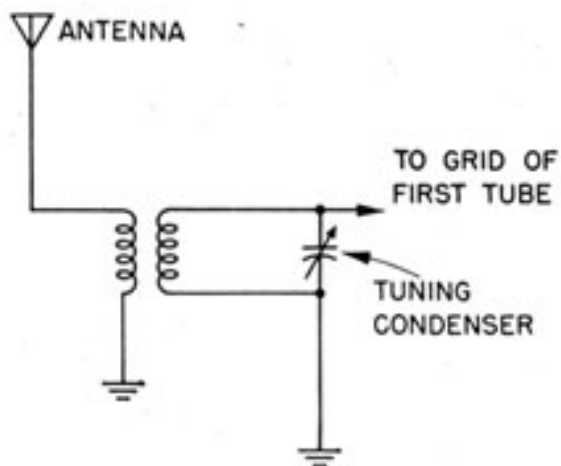 ANTENNA
TO GRID OF
FIRST TUBE
TUNING
CONDENSER